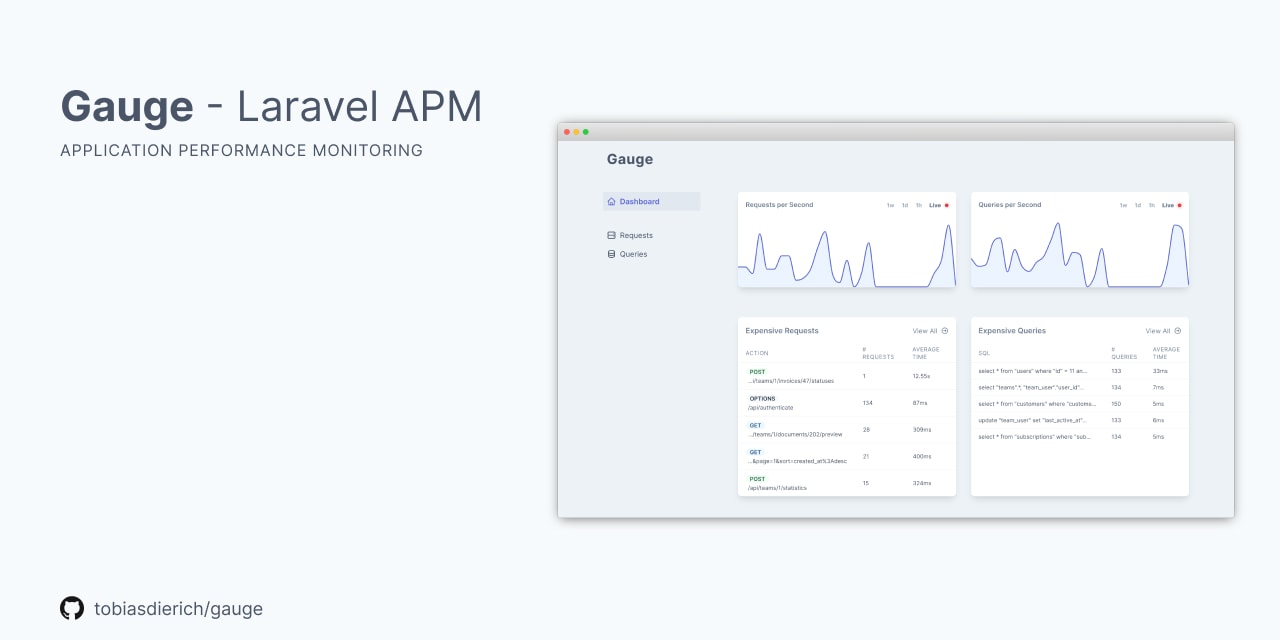 Gauge - Laravel APM
APPLICATION PERFORMANCE MONITORING
Gauge
Dashboard
Requests
Queries
Requests per Second 1w 1d 1h Live
Queries per Second 1w 1d 1h Live
Expensive Requests View All
ACTION # REQUESTS AVERAGE TIME
POST
...i/teams/1/invoices/47/statuses 1 12.55s
OPTIONS
/api/authenticate 134 87ms
GET
.../teams/1/documents/202/preview 28 309ms
GET
...&page=1&sort=created_at%3Adesc 21 400ms
POST
/api/teams/1/statistics 15 324ms
Expensive Queries View All
SQL # QUERIES AVERAGE TIME
select * from "users" where "id" = 11 an... 133 33ms
select "teams".*, "team_user"."user_id"... 134 7ms
select * from "customers" where "custome... 150 5ms
update "team_user" set "last_active_at"... 133 6ms
select * from "subscriptions" where "sub... 134 5ms
tobiasdierich/gauge